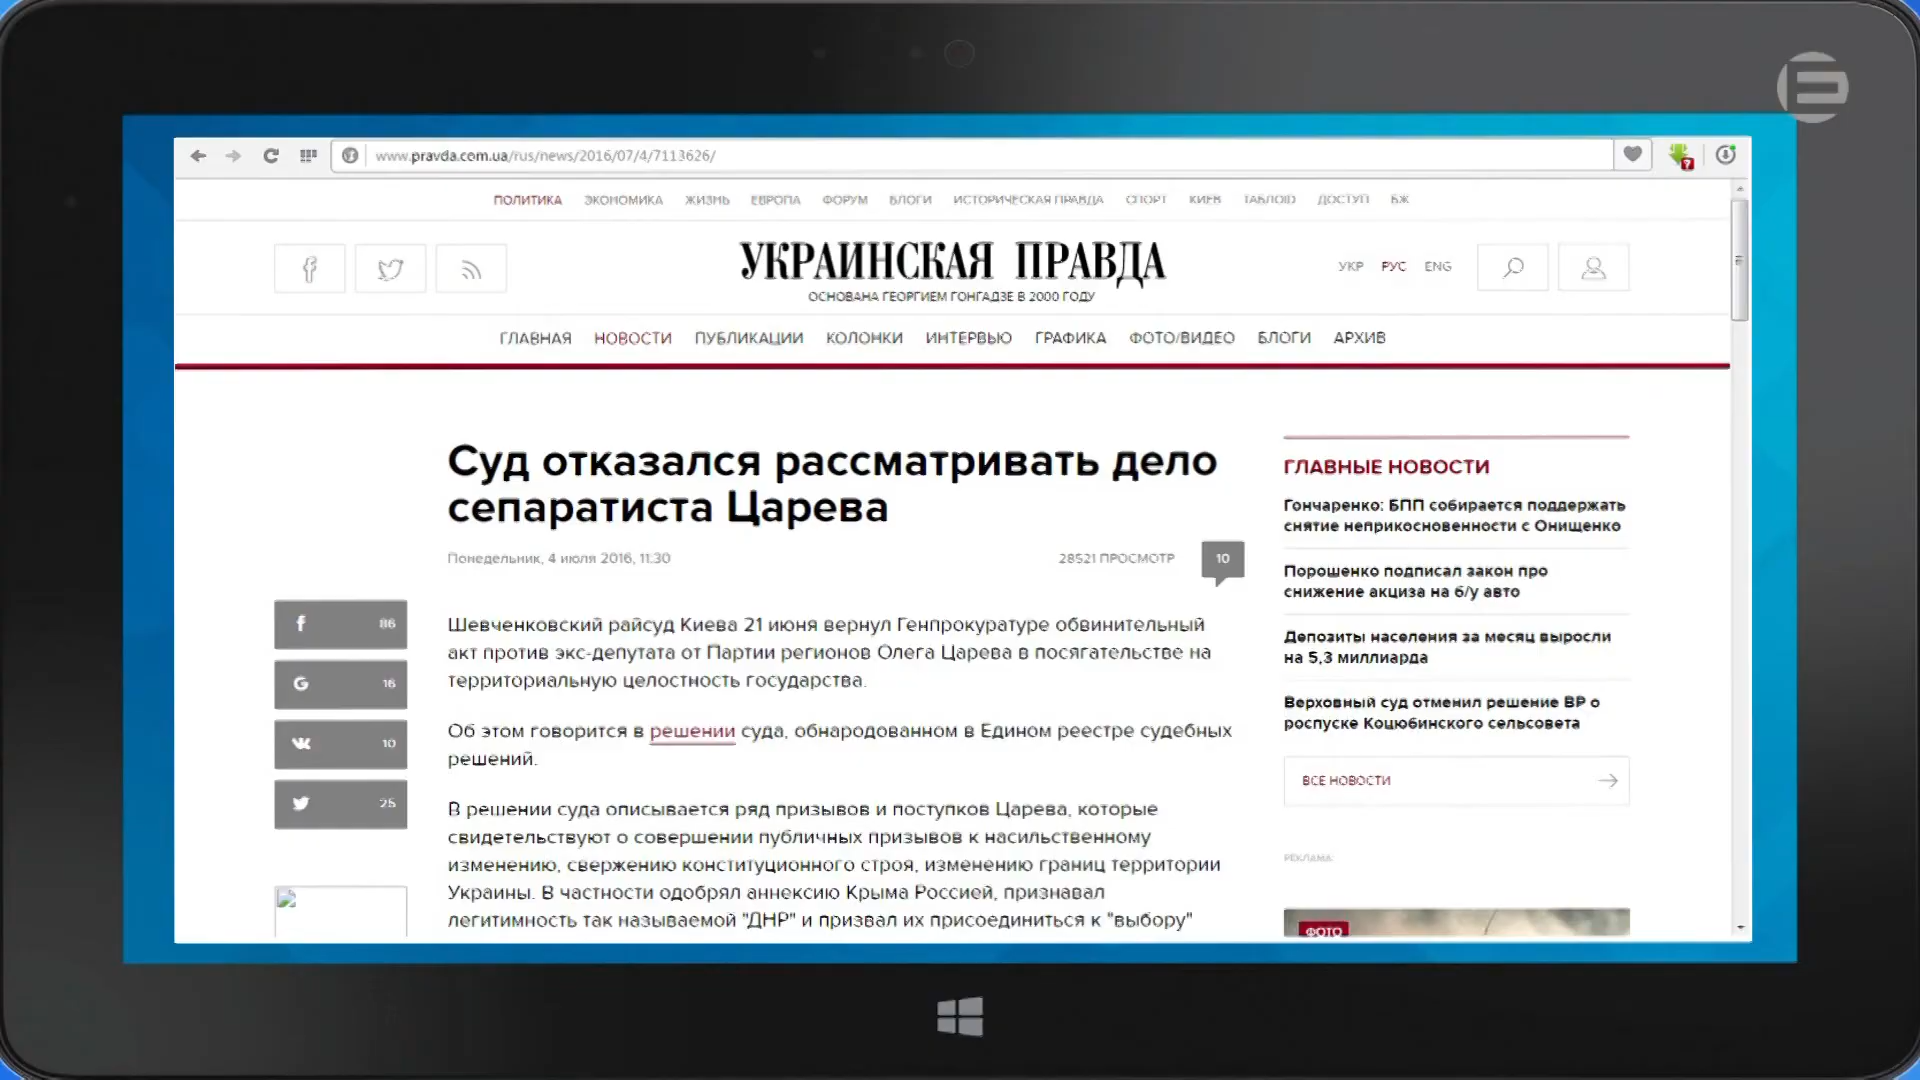 www.pravda.com.ua/rus/news/2016/07/4/7113626/
ПОЛИТИКА ЭКОНОМИКА ЖИЗНЬ ЕВРОПА ФОРУМ БЛОГИ ИСТОРИЧЕСКАЯ ПРАВДА СПОРТ КИЕВ ТАБЛОИD ДОСТУП БЖ
УКРАИНСКАЯ ПРАВДА
ОСНОВАНА ГЕОРГИЕМ ГОНГАДЗЕ В 2000 ГОДУ
УКР РУС ENG
ГЛАВНАЯ НОВОСТИ ПУБЛИКАЦИИ КОЛОНКИ ИНТЕРВЬЮ ГРАФИКА ФОТО/ВИДЕО БЛОГИ АРХИВ
Суд отказался рассматривать дело
сепаратиста Царева
Понедельник, 4 июля 2016, 11:30
28521 ПРОСМОТР
10
86
16
10
25
Шевченковский райсуд Киева 21 июня вернул Генпрокуратуре обвинительный
акт против экс-депутата от Партии регионов Олега Царева в посягательстве на
территориальную целостность государства.
Об этом говорится в решении суда, обнародованном в Едином реестре судебных
решений.
В решении суда описывается ряд призывов и поступков Царева, которые
свидетельствуют о совершении публичных призывов к насильственному
изменению, свержению конституционного строя, изменению границ территории
Украины. В частности одобрял аннексию Крыма Россией, признавал
легитимность так называемой "ДНР" и призвал их присоединиться к "выбору"
ГЛАВНЫЕ НОВОСТИ
Гончаренко: БПП собирается поддержать
снятие неприкосновенности с Онищенко
Порошенко подписал закон про
снижение акциза на б/у авто
Депозиты населения за месяц выросли
на 5,3 миллиарда
Верховный суд отменил решение ВР о
роспуске Коцюбинского сельсовета
ВСЕ НОВОСТИ
РЕКЛАМА:
ФОТО